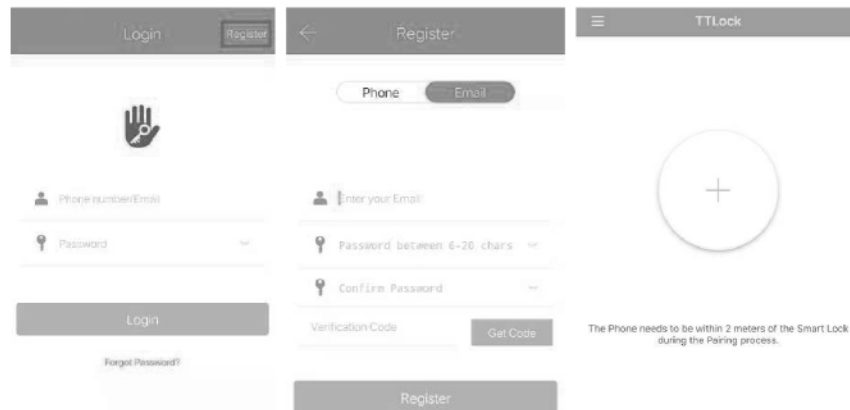 Login
Register
Phone number/Email
Password
Login
Forgot Password?
Register
Phone
Email
Enter your Email
Password between 6-20 chars
Confirm Password
Verification Code
Get Code
Register
TTLock
The Phone needs to be within 2 meters of the Smart Lock
during the Pairing process.